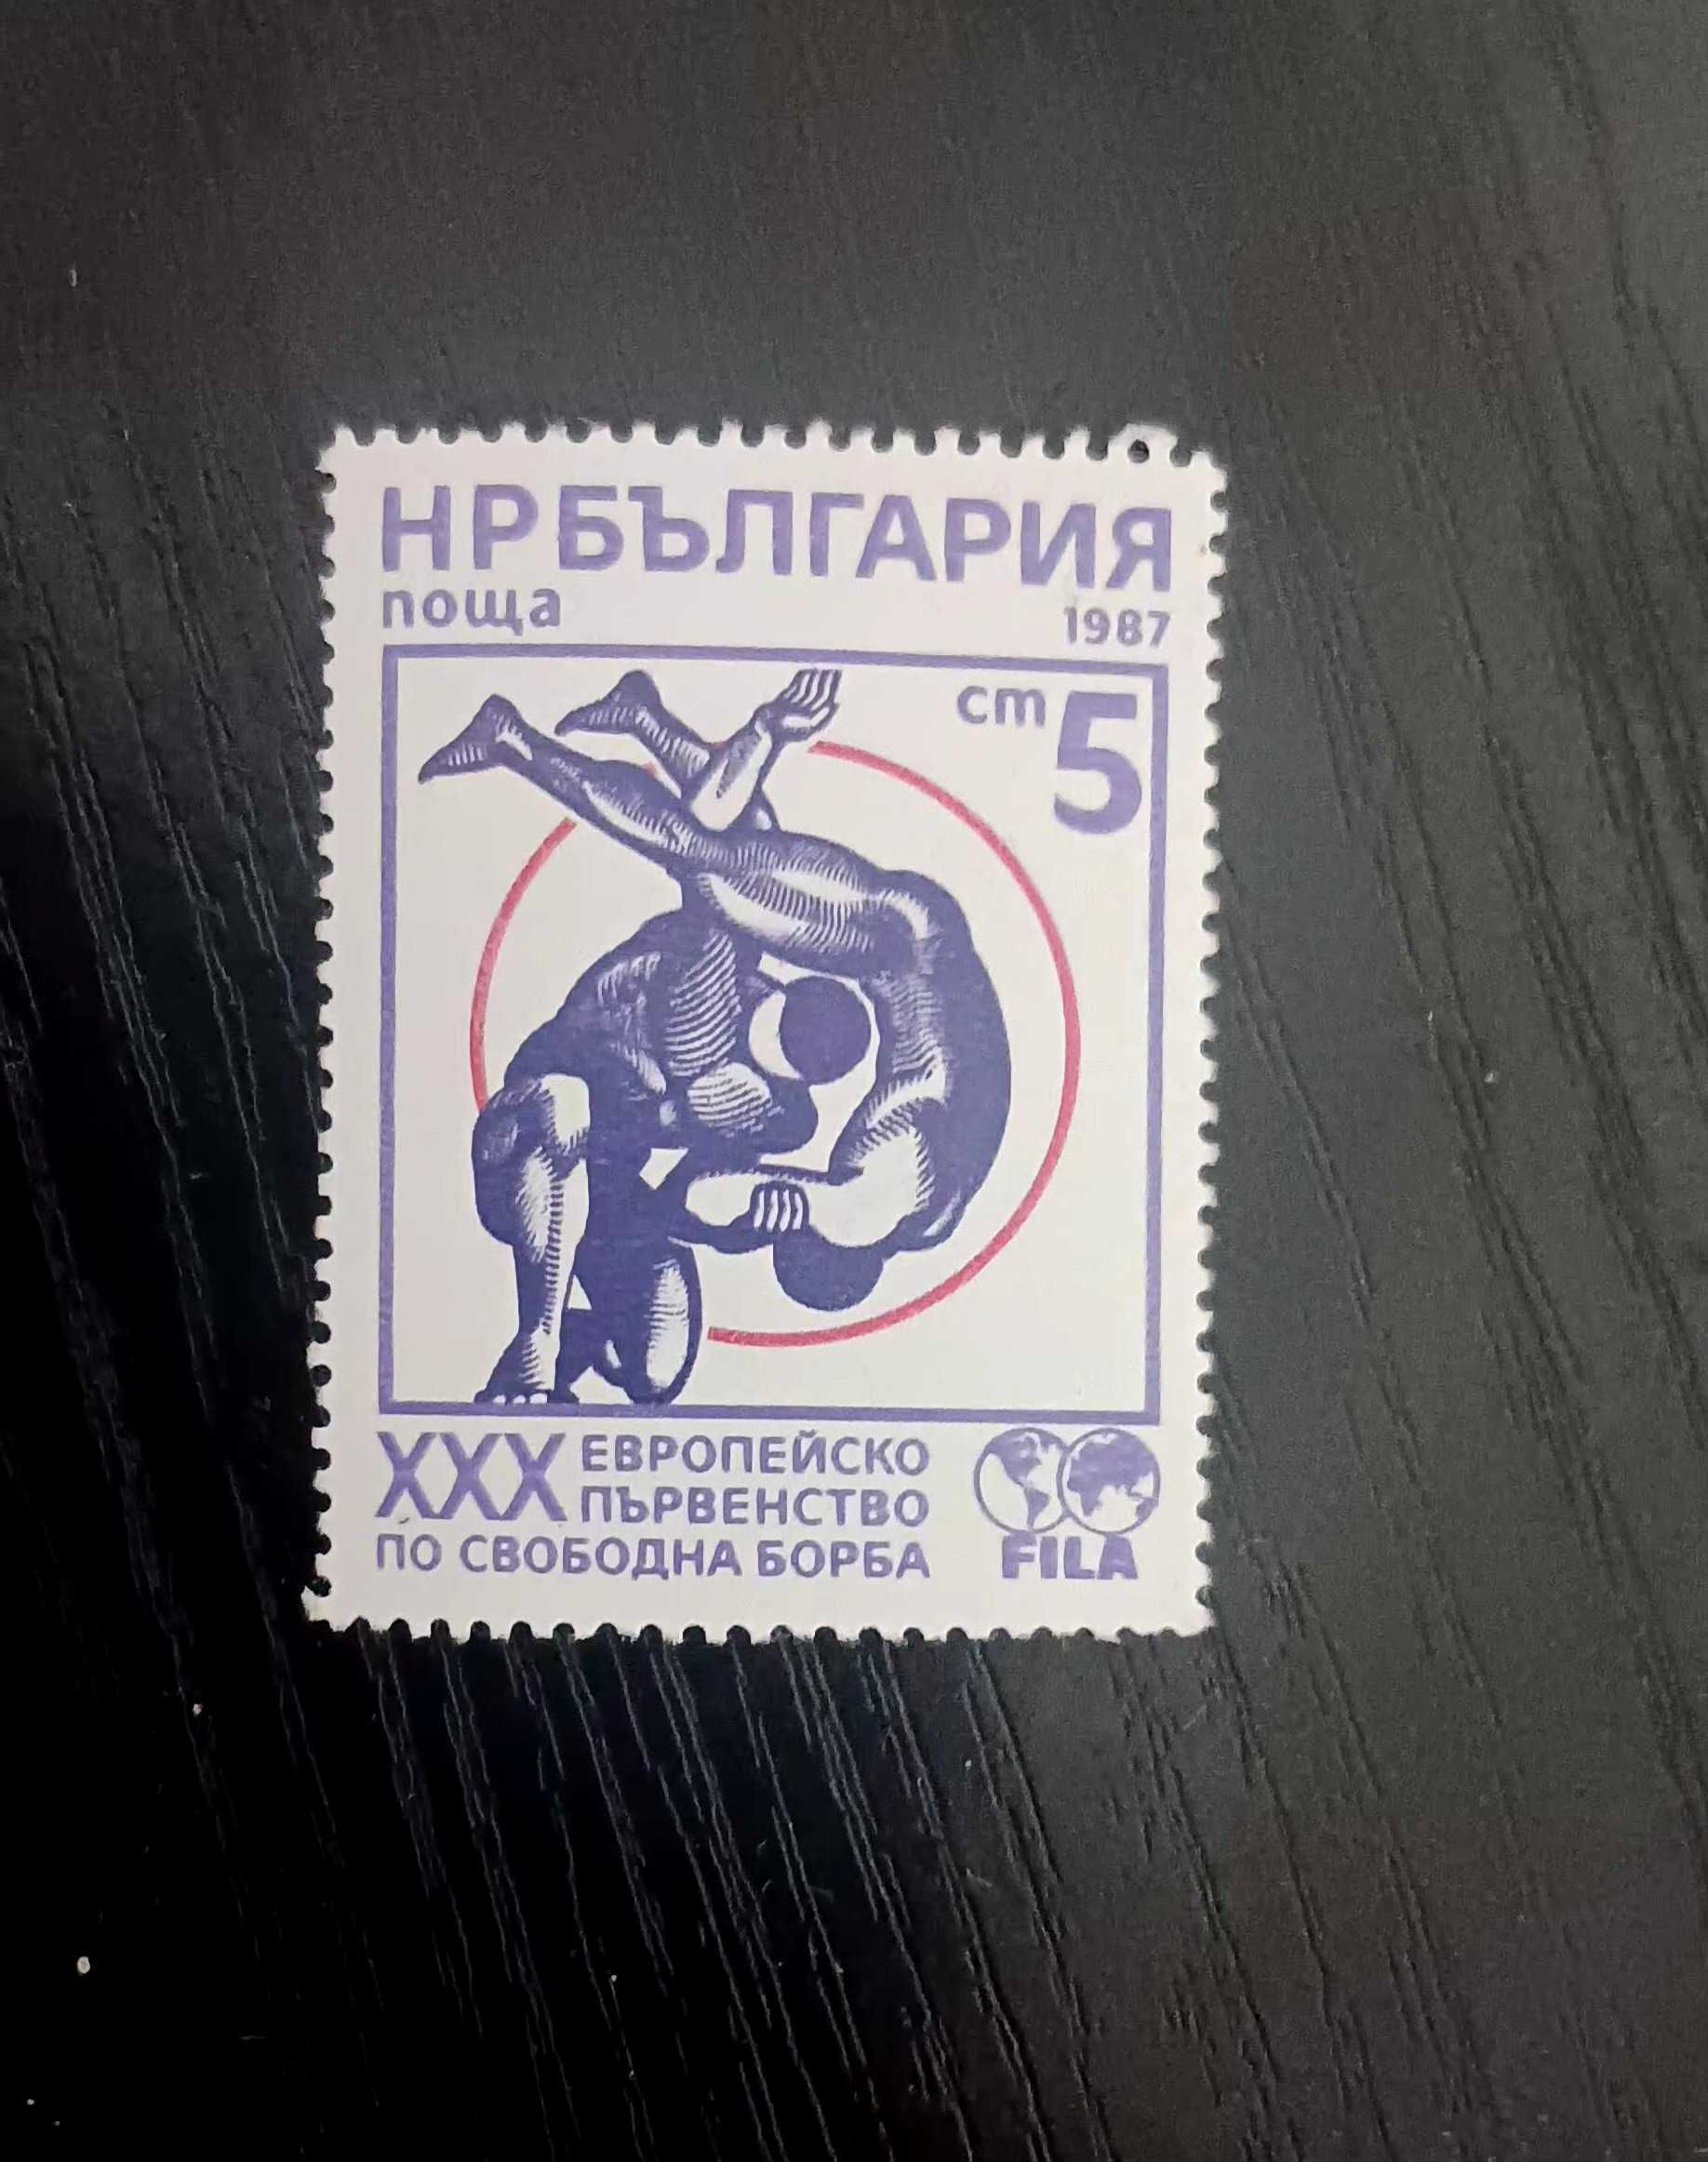 НРБЪЛГАРИЯ
поща 1987
ст 5
XXX ЕВРОПЕЙСКО
ПЪРВЕНСТВО
ПО СВОБОДНА БОРБА
FILA